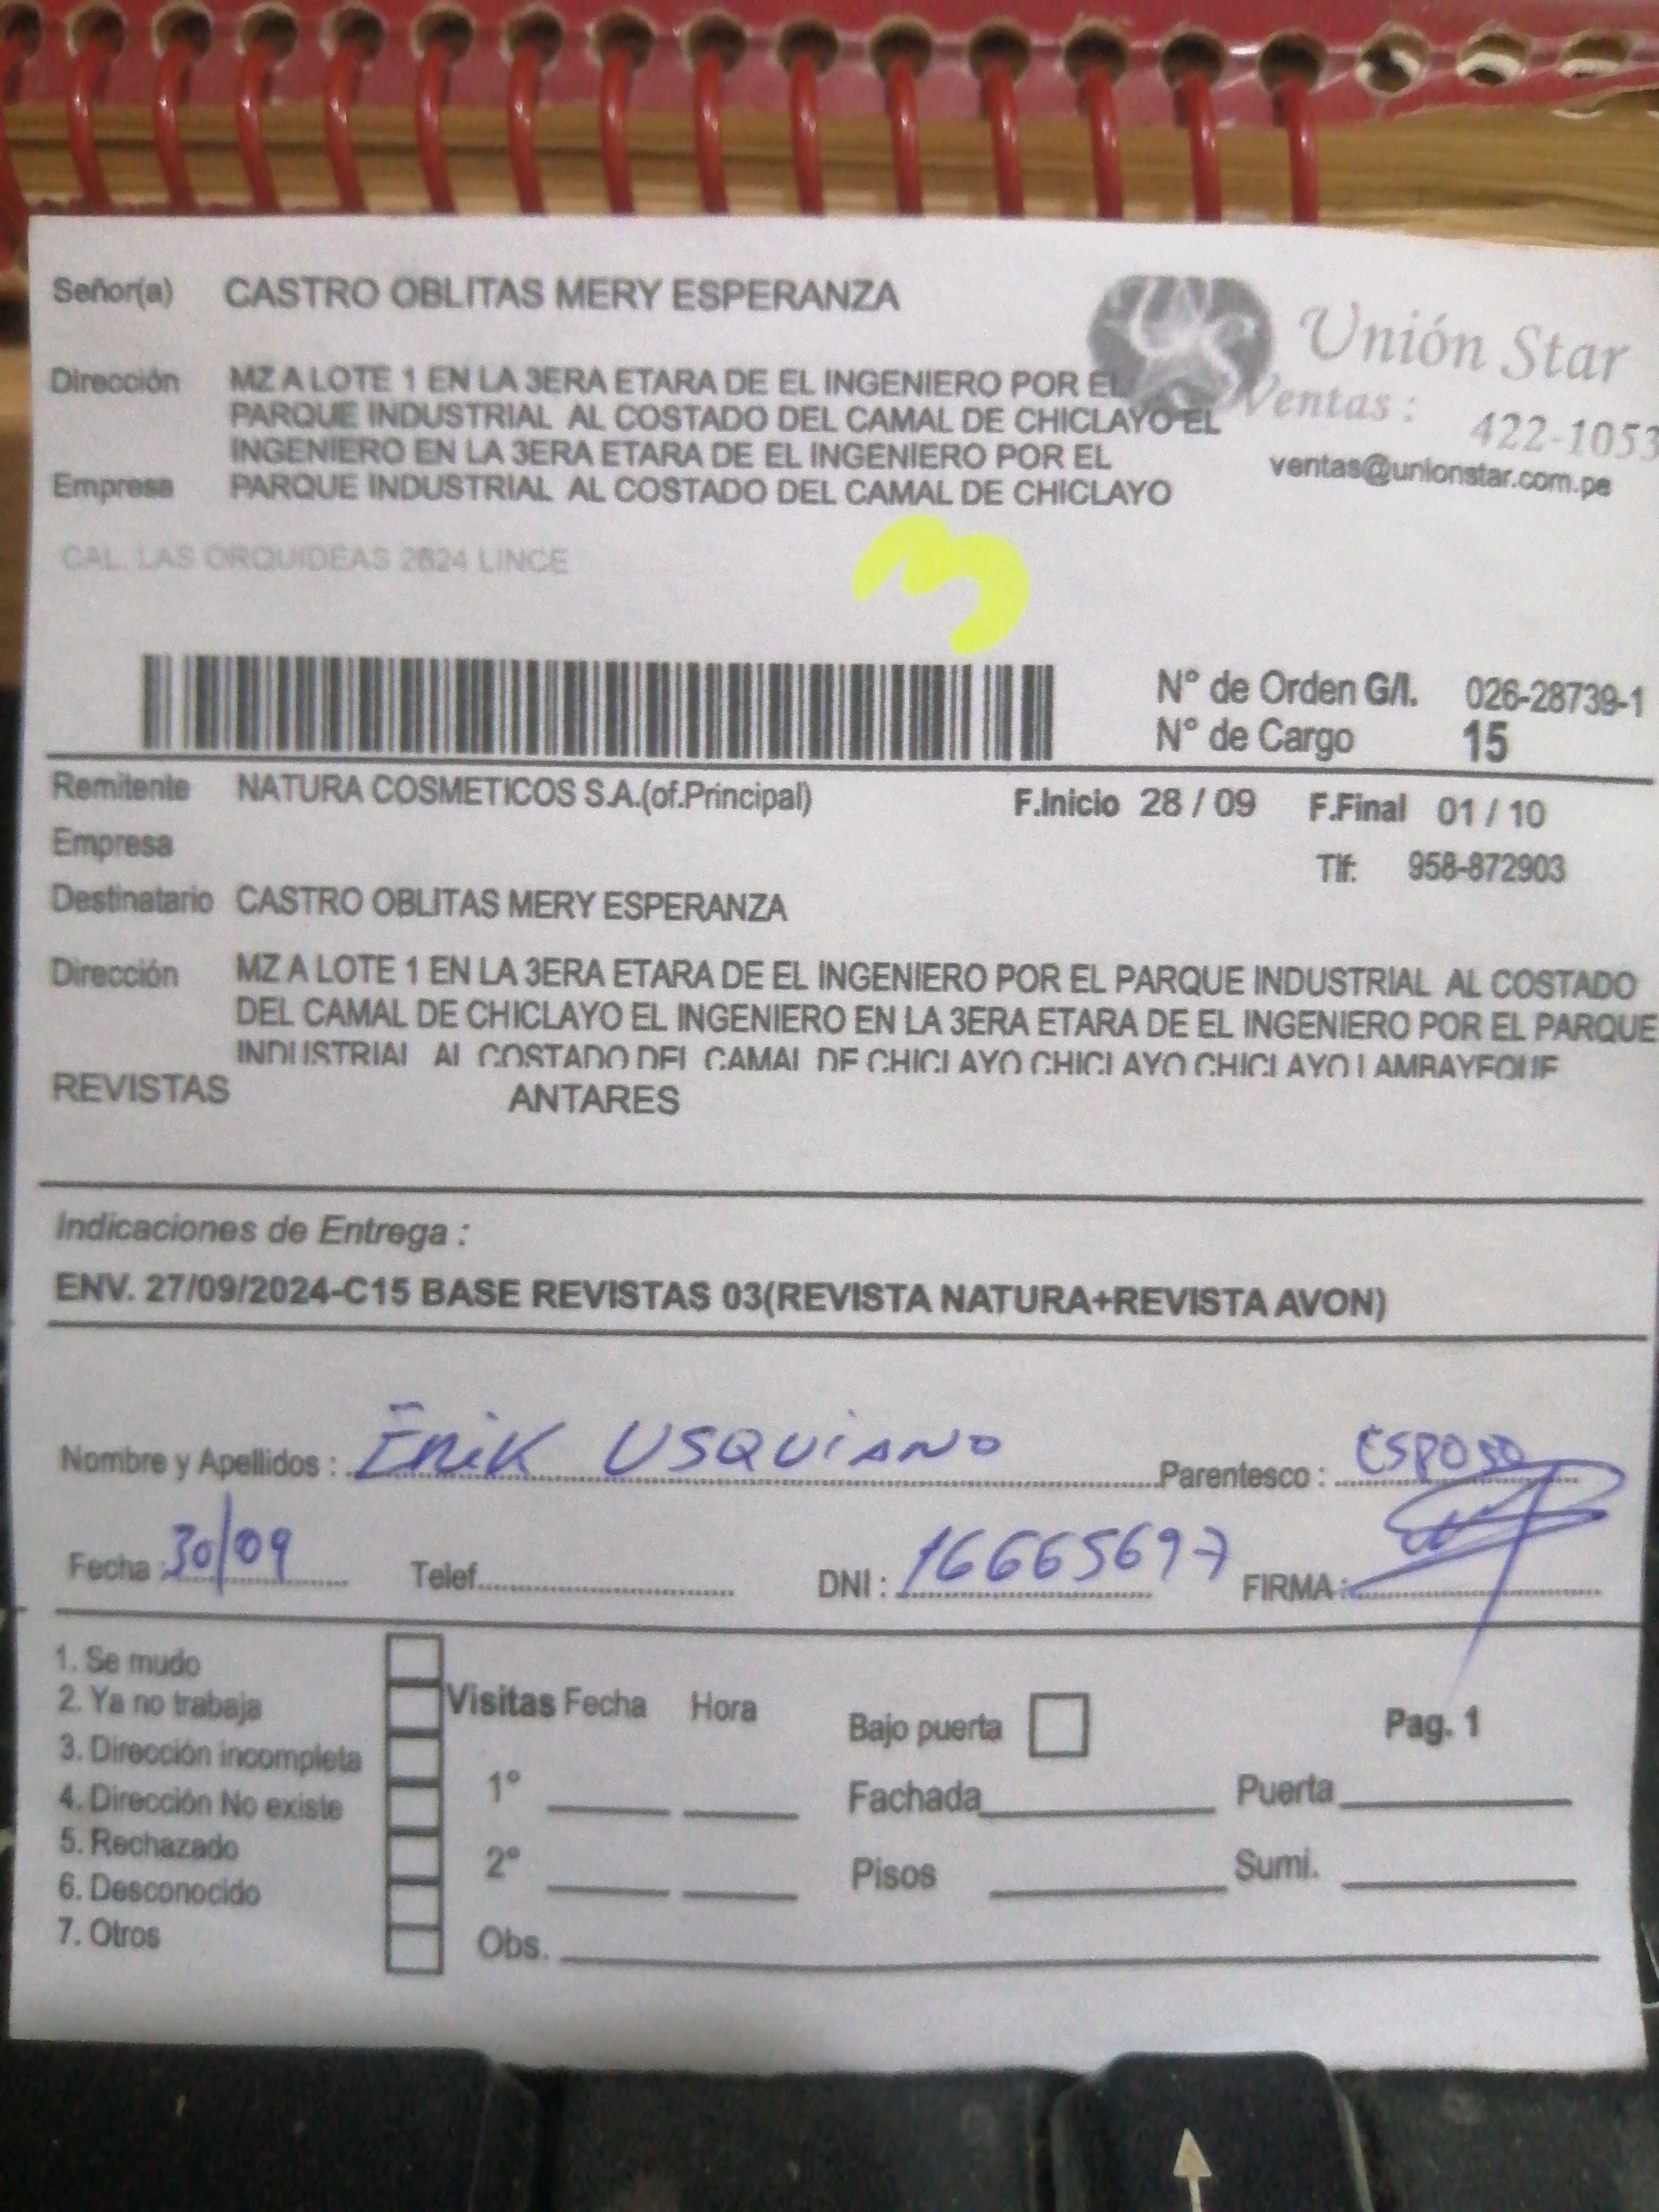 Señor(a) CASTRO OBLITAS MERY ESPERANZA
Unión Star
Ventas :
422-1053
ventas@unionstar.com.pe
Dirección MZ A LOTE 1 EN LA 3ERA ETARA DE EL INGENIERO POR EL
PARQUE INDUSTRIAL AL COSTADO DEL CAMAL DE CHICLAYO EL
INGENIERO EN LA 3ERA ETARA DE EL INGENIERO POR EL
Empresa PARQUE INDUSTRIAL AL COSTADO DEL CAMAL DE CHICLAYO
CAL. LAS ORQUIDEAS 2624 LINCE
N° de Orden G/I. 026-28739-1
N° de Cargo 15
Remitente NATURA COSMETICOS S.A.(of.Principal) F.Inicio 28 / 09 F.Final 01 / 10
Empresa Tlf: 958-872903
Destinatario CASTRO OBLITAS MERY ESPERANZA
Dirección MZ A LOTE 1 EN LA 3ERA ETARA DE EL INGENIERO POR EL PARQUE INDUSTRIAL AL COSTADO
DEL CAMAL DE CHICLAYO EL INGENIERO EN LA 3ERA ETARA DE EL INGENIERO POR EL PARQUE
INDUSTRIAL AL COSTADO DEL CAMAL DE CHICLAYO CHICLAYO CHICLAYO LAMBAYEQUE
REVISTAS ANTARES
Indicaciones de Entrega :
ENV. 27/09/2024-C15 BASE REVISTAS 03(REVISTA NATURA+REVISTA AVON)
Nombre y Apellidos : ERIK USQUIANO Parentesco : ESPOSO
Fecha : 30/09 Telef. DNI : 16665697 FIRMA :
1. Se mudo
2. Ya no trabaja
3. Dirección incompleta
4. Dirección No existe
5. Rechazado
6. Desconocido
7. Otros
Visitas Fecha Hora
1°
2°
Obs.
Bajo puerta Pag. 1
Fachada Puerta
Pisos Sumi.